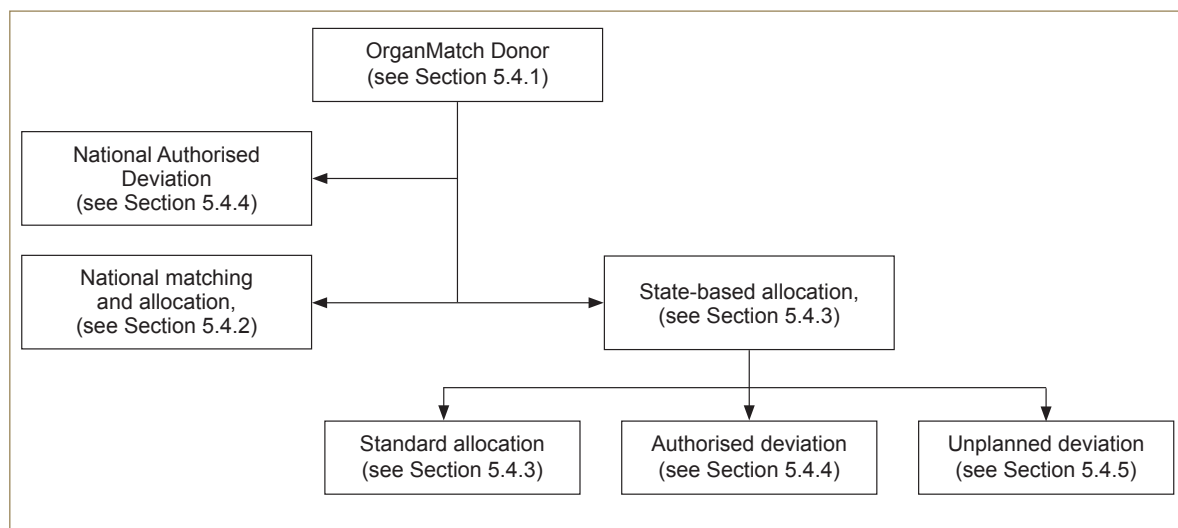 OrganMatch Donor
(see Section 5.4.1)
National Authorised
Deviation
(see Section 5.4.4)
National matching
and allocation,
(see Section 5.4.2)
State-based allocation,
(see Section 5.4.3)
Standard allocation
(see Section 5.4.3)
Authorised deviation
(see Section 5.4.4)
Unplanned deviation
(see Section 5.4.5)